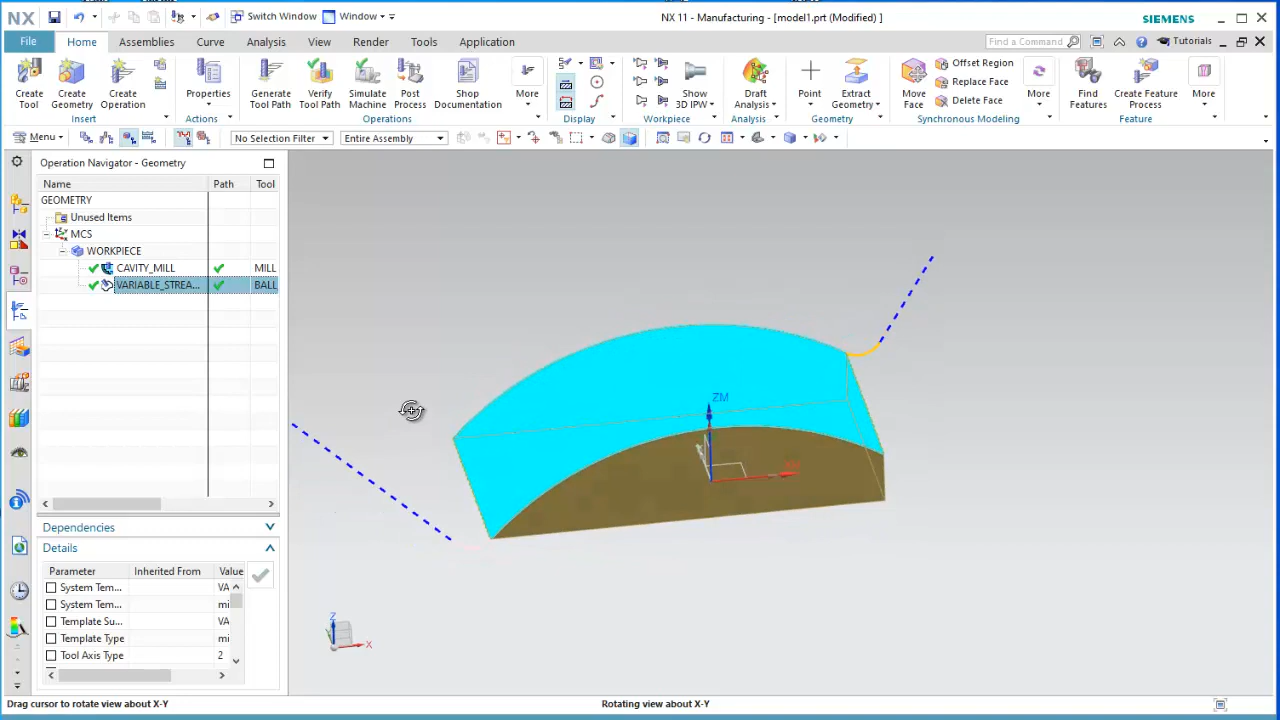 NX
Switch Window
Window
NX 11 - Manufacturing - [model1.prt (Modified) ]
SIEMENS
File
Home
Assemblies
Curve
Analysis
View
Render
Tools
Application
Find a Command
Tutorials
Create Tool
Create Geometry
Create Operation
Properties
Generate Tool Path
Verify Tool Path
Simulate Machine
Post Process
Shop Documentation
More
Show 3D IPW
Draft Analysis
Point
Extract Geometry
Move Face
Offset Region
Replace Face
Delete Face
More
Find Features
Create Feature Process
More
Insert
Actions
Operations
Display
Workpiece
Analysis
Geometry
Synchronous Modeling
Feature
Menu
No Selection Filter
Entire Assembly
Operation Navigator - Geometry
Name Path Tool
GEOMETRY
Unused Items
MCS
WORKPIECE
CAVITY_MILL MILL
VARIABLE_STREA... BALL
Dependencies
Details
Parameter Inherited From Value
System Tem... VA
System Tem... mi
Template Su... VA
Template Type mi
Tool Axis Type 2
ZM
XM
Z
X
Drag cursor to rotate view about X-Y
Rotating view about X-Y